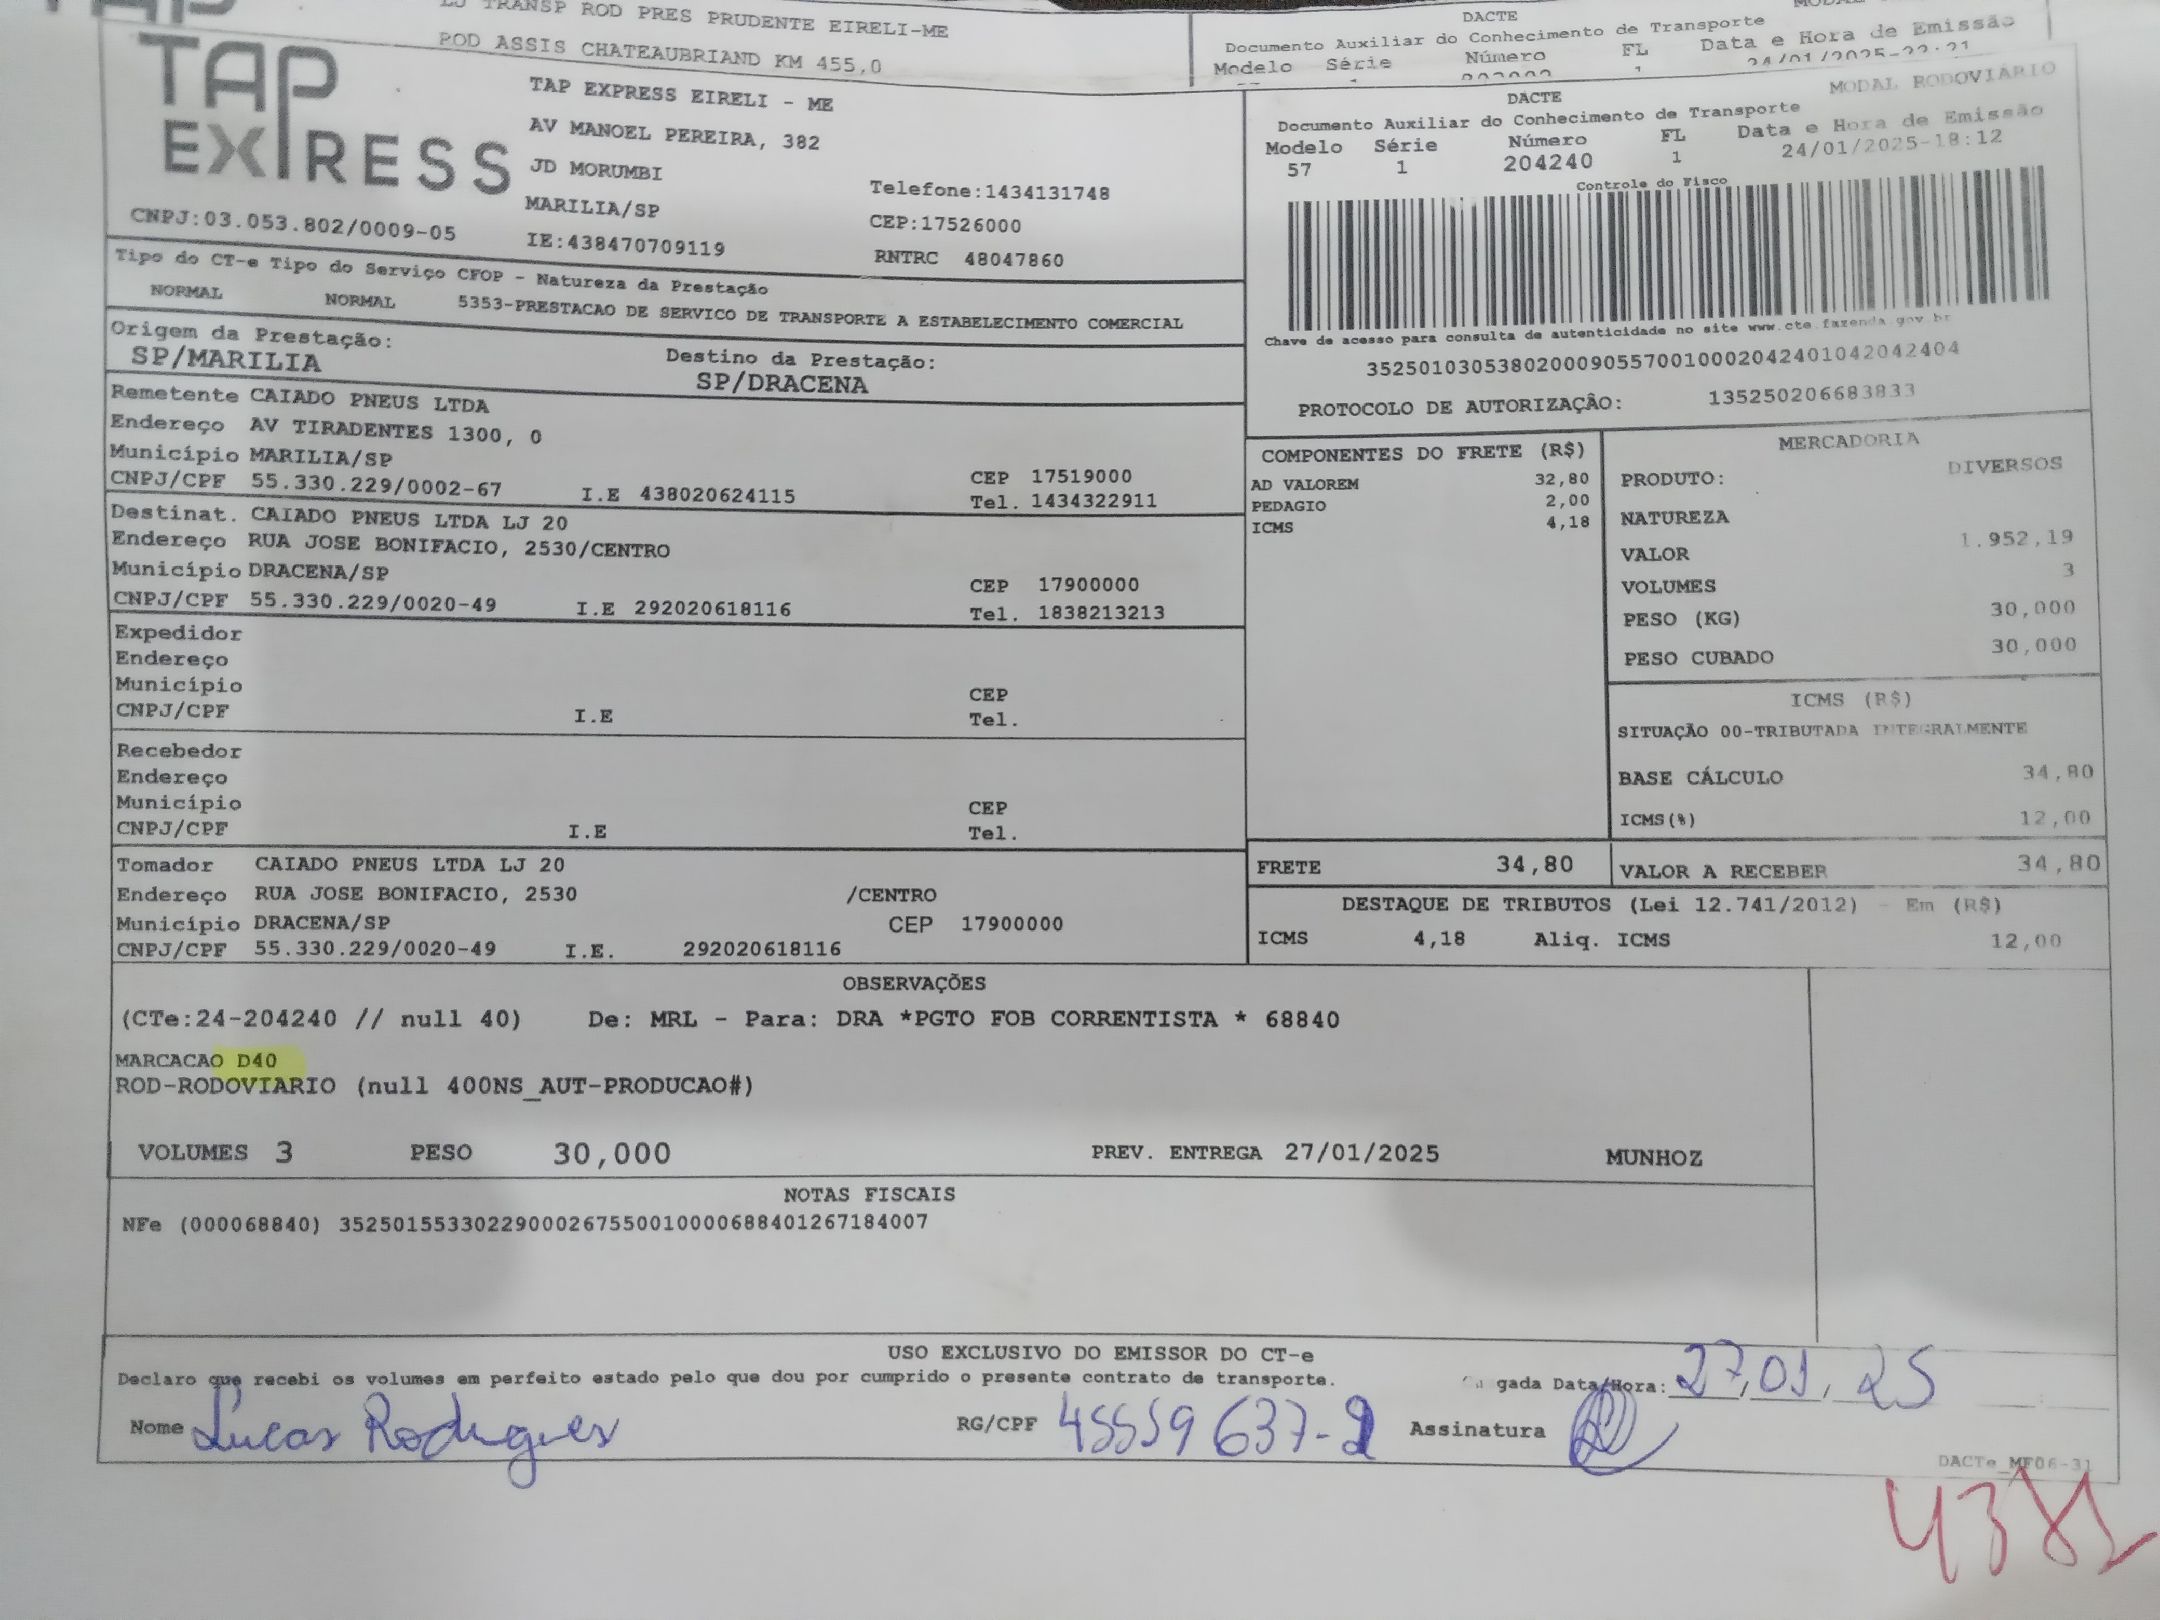 LJ TRANSP ROD PRES PRUDENTE EIRELI-ME
ROD ASSIS CHATEAUBRIAND KM 455,0
DACTE
Documento Auxiliar do Conhecimento de Transporte
Modelo Série Número FL Data e Hora de Emissão
24/01/2025-22:21
TAP EXPRESS
CNPJ:03.053.802/0009-05
TAP EXPRESS EIRELI - ME
AV MANOEL PEREIRA, 382
JD MORUMBI
MARILIA/SP
IE:438470709119
Telefone:1434131748
CEP:17526000
RNTRC 48047860
MODAL RODOVIARIO
DACTE
Documento Auxiliar do Conhecimento de Transporte
Modelo Série Número FL Data e Hora de Emissão
57 1 204240 1 24/01/2025-18:12
Controle do Fisco
Chave de acesso para consulta de autenticidade no site www.cte.fazenda.gov.br
35250103053802000905570010002042401042042404
PROTOCOLO DE AUTORIZAÇÃO: 135250206683833
Tipo do CT-e Tipo do Serviço CFOP - Natureza da Prestação
NORMAL NORMAL 5353-PRESTACAO DE SERVICO DE TRANSPORTE A ESTABELECIMENTO COMERCIAL
Origem da Prestação: Destino da Prestação:
SP/MARILIA SP/DRACENA
Remetente CAIADO PNEUS LTDA
Endereço AV TIRADENTES 1300, 0
Município MARILIA/SP CEP 17519000
CNPJ/CPF 55.330.229/0002-67 I.E 438020624115 Tel. 1434322911
Destinat. CAIADO PNEUS LTDA LJ 20
Endereço RUA JOSE BONIFACIO, 2530/CENTRO
Município DRACENA/SP CEP 17900000
CNPJ/CPF 55.330.229/0020-49 I.E 292020618116 Tel. 1838213213
Expedidor
Endereço
Município CEP
CNPJ/CPF I.E Tel.
Recebedor
Endereço
Município CEP
CNPJ/CPF I.E Tel.
Tomador CAIADO PNEUS LTDA LJ 20
Endereço RUA JOSE BONIFACIO, 2530 /CENTRO
Município DRACENA/SP CEP 17900000
CNPJ/CPF 55.330.229/0020-49 I.E. 292020618116
COMPONENTES DO FRETE (R$)
AD VALOREM 32,80
PEDAGIO 2,00
ICMS 4,18
MERCADORIA
PRODUTO: DIVERSOS
NATUREZA
VALOR 1.952,19
VOLUMES 3
PESO (KG) 30,000
PESO CUBADO 30,000
ICMS (R$)
SITUAÇÃO 00-TRIBUTADA INTEGRALMENTE
BASE CÁLCULO 34,80
ICMS(%) 12,00
FRETE 34,80 VALOR A RECEBER 34,80
DESTAQUE DE TRIBUTOS (Lei 12.741/2012) - Em (R$)
ICMS 4,18 Aliq. ICMS 12,00
OBSERVAÇÕES
(CTe:24-204240 // null 40) De: MRL - Para: DRA *PGTO FOB CORRENTISTA * 68840
MARCACAO D40
ROD-RODOVIARIO (null 400NS_AUT-PRODUCAO#)
VOLUMES 3 PESO 30,000 PREV. ENTREGA 27/01/2025 MUNHOZ
NOTAS FISCAIS
NFe (000068840) 35250155330229000267550010000688401267184007
USO EXCLUSIVO DO EMISSOR DO CT-e
Declaro que recebi os volumes em perfeito estado pelo que dou por cumprido o presente contrato de transporte. gada Data/Hora: 27,01,25
Nome Lucas Rodrigues RG/CPF 45559637-2 Assinatura
DACTe_MF06-31